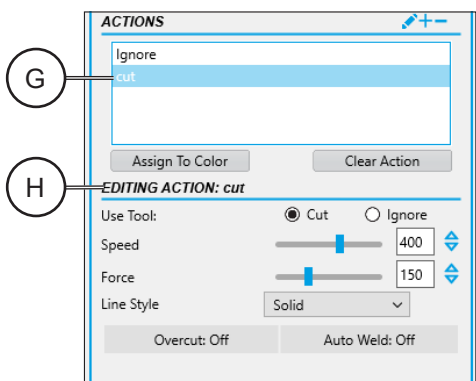 ACTIONS
Ignore
G
cut
Assign To Color Clear Action
H
EDITING ACTION: cut
Use Tool: Cut Ignore
Speed 400
Force 150
Line Style Solid
Overcut: Off Auto Weld: Off